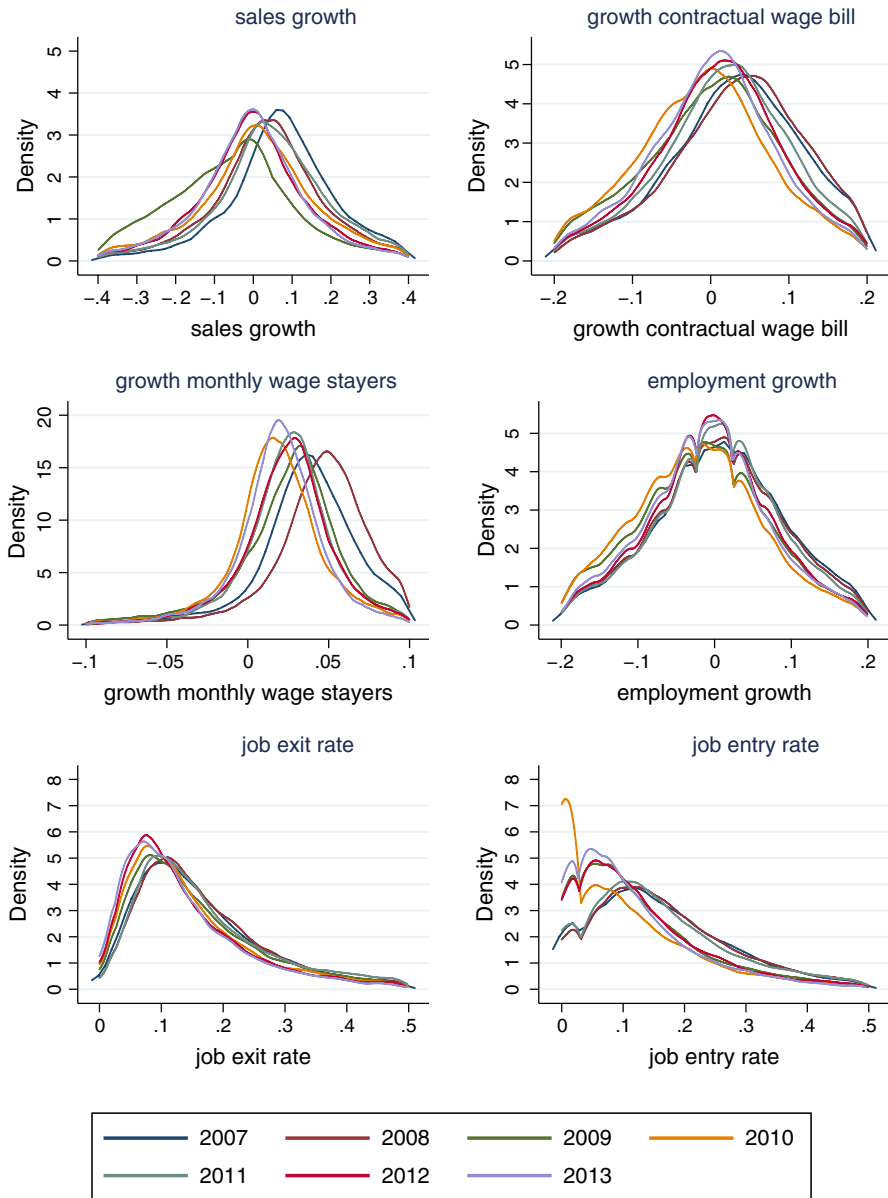 sales growth
Density
5
4
3
2
1
0
-.4 -.3 -.2 -.1 0 .1 .2 .3 .4
sales growth
growth contractual wage bill
Density
5
4
3
2
1
0
-.2 -.1 0 .1 .2
growth contractual wage bill
growth monthly wage stayers
Density
20
15
10
5
0
-.1 -.05 0 .05 .1
growth monthly wage stayers
employment growth
Density
5
4
3
2
1
0
-.2 -.1 0 .1 .2
employment growth
job exit rate
Density
8
7
6
5
4
3
2
1
0
0 .1 .2 .3 .4 .5
job exit rate
job entry rate
Density
8
7
6
5
4
3
2
1
0
0 .1 .2 .3 .4 .5
job entry rate
2007 2008 2009 2010
2011 2012 2013